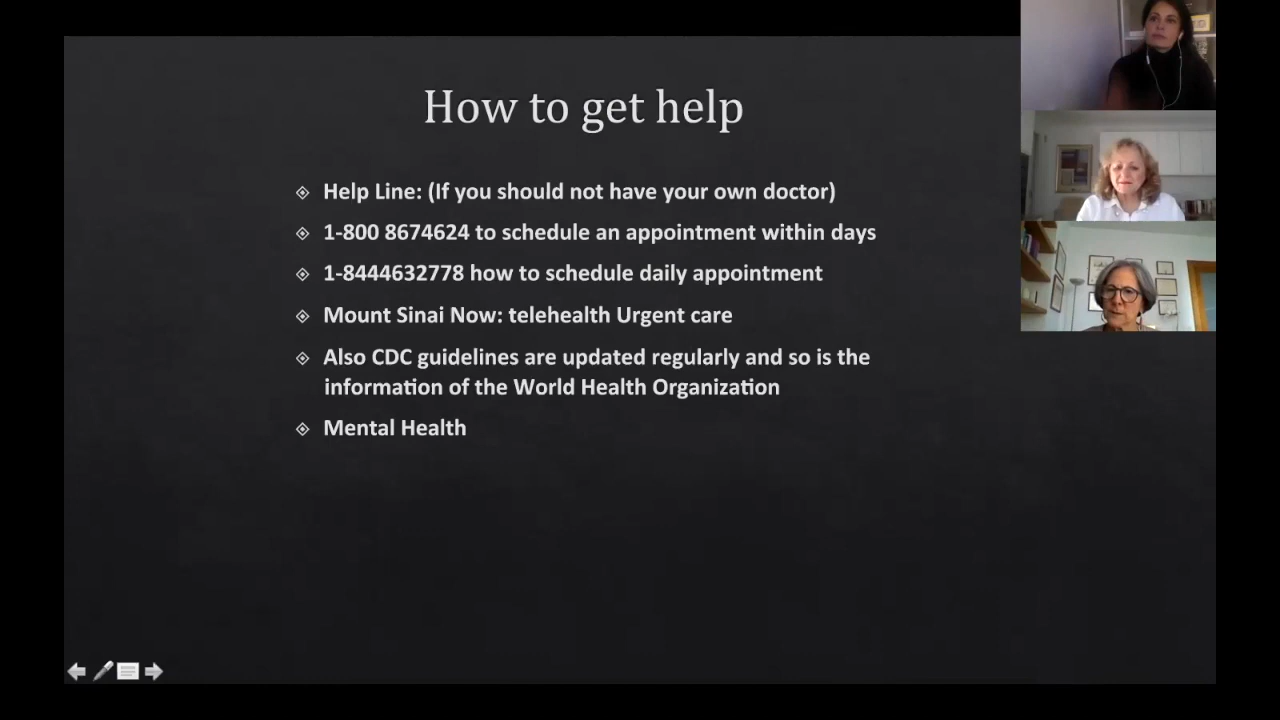 How to get help
Help Line: (If you should not have your own doctor)
1-800 8674624 to schedule an appointment within days
1-8444632778 how to schedule daily appointment
Mount Sinai Now: telehealth Urgent care
Also CDC guidelines are updated regularly and so is the
information of the World Health Organization
Mental Health